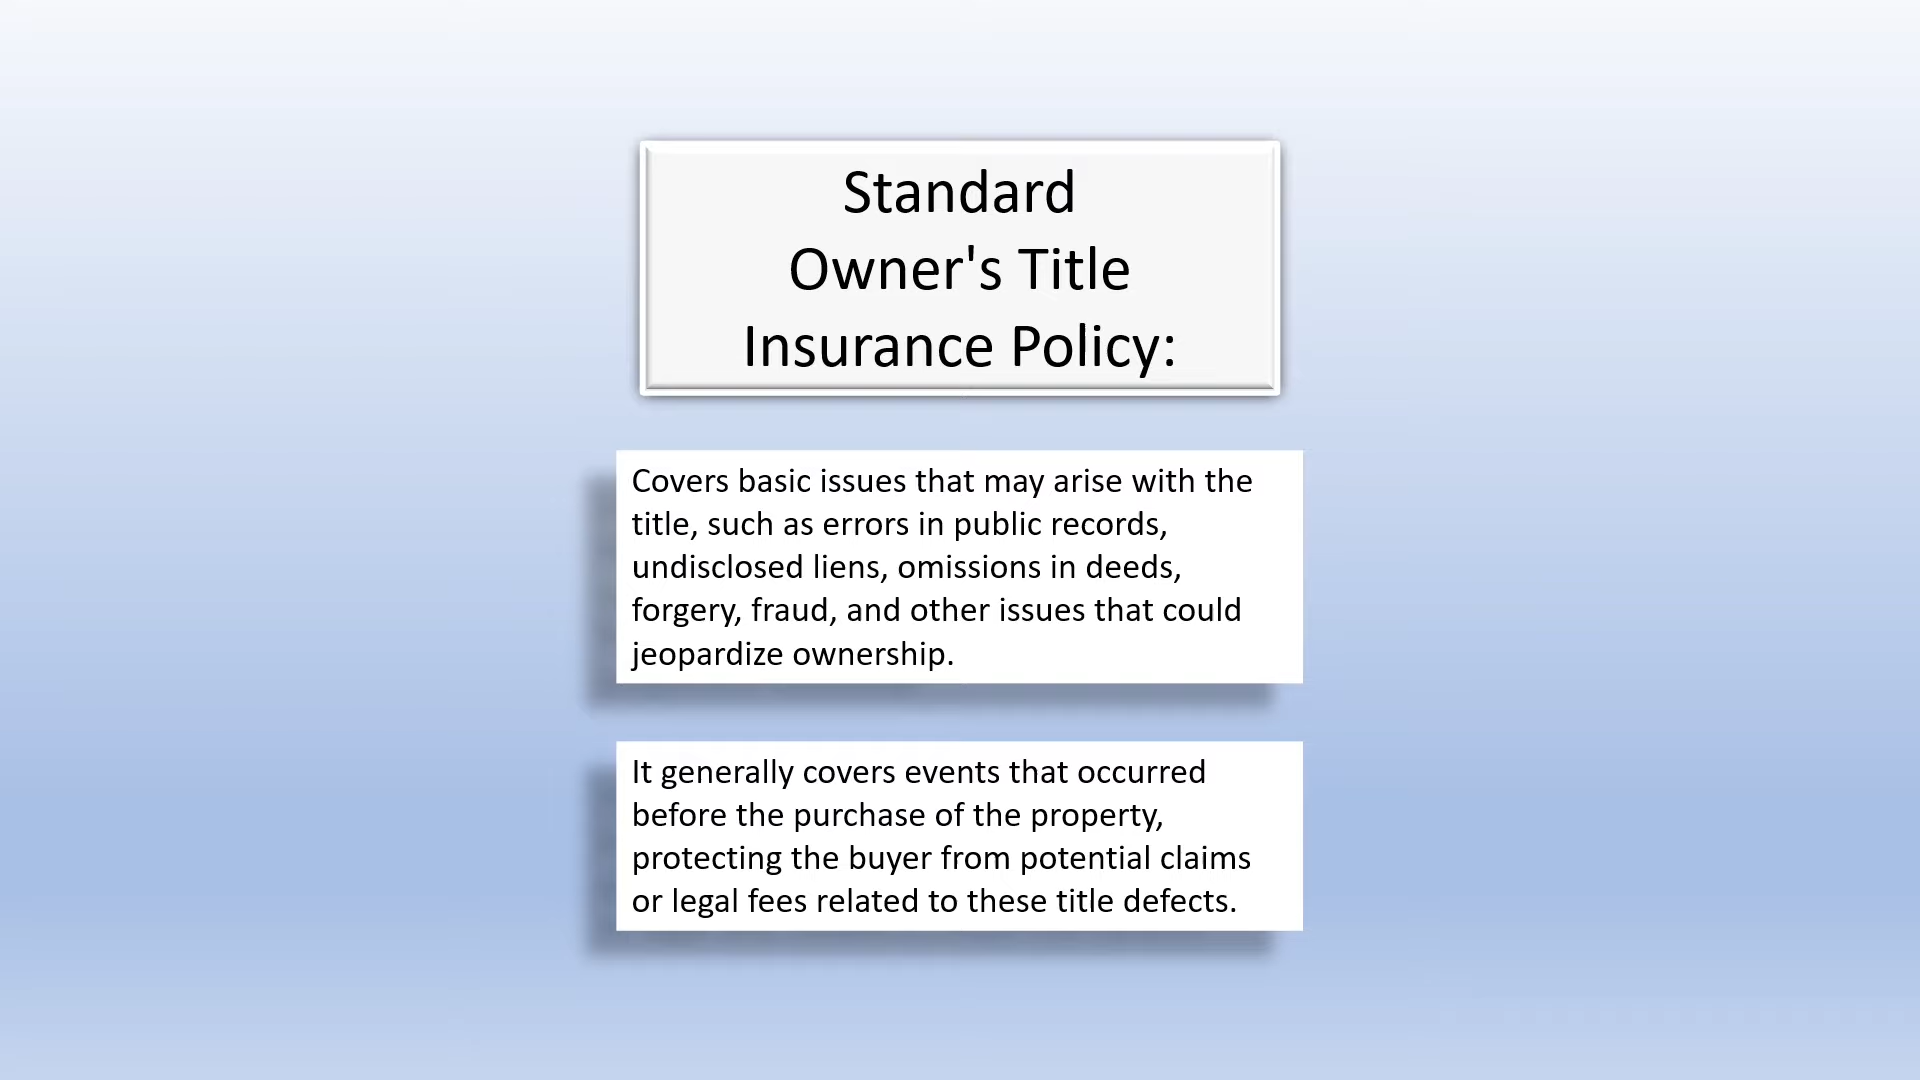 Standard
Owner's Title
Insurance Policy:
Covers basic issues that may arise with the
title, such as errors in public records,
undisclosed liens, omissions in deeds,
forgery, fraud, and other issues that could
jeopardize ownership.
It generally covers events that occurred
before the purchase of the property,
protecting the buyer from potential claims
or legal fees related to these title defects.